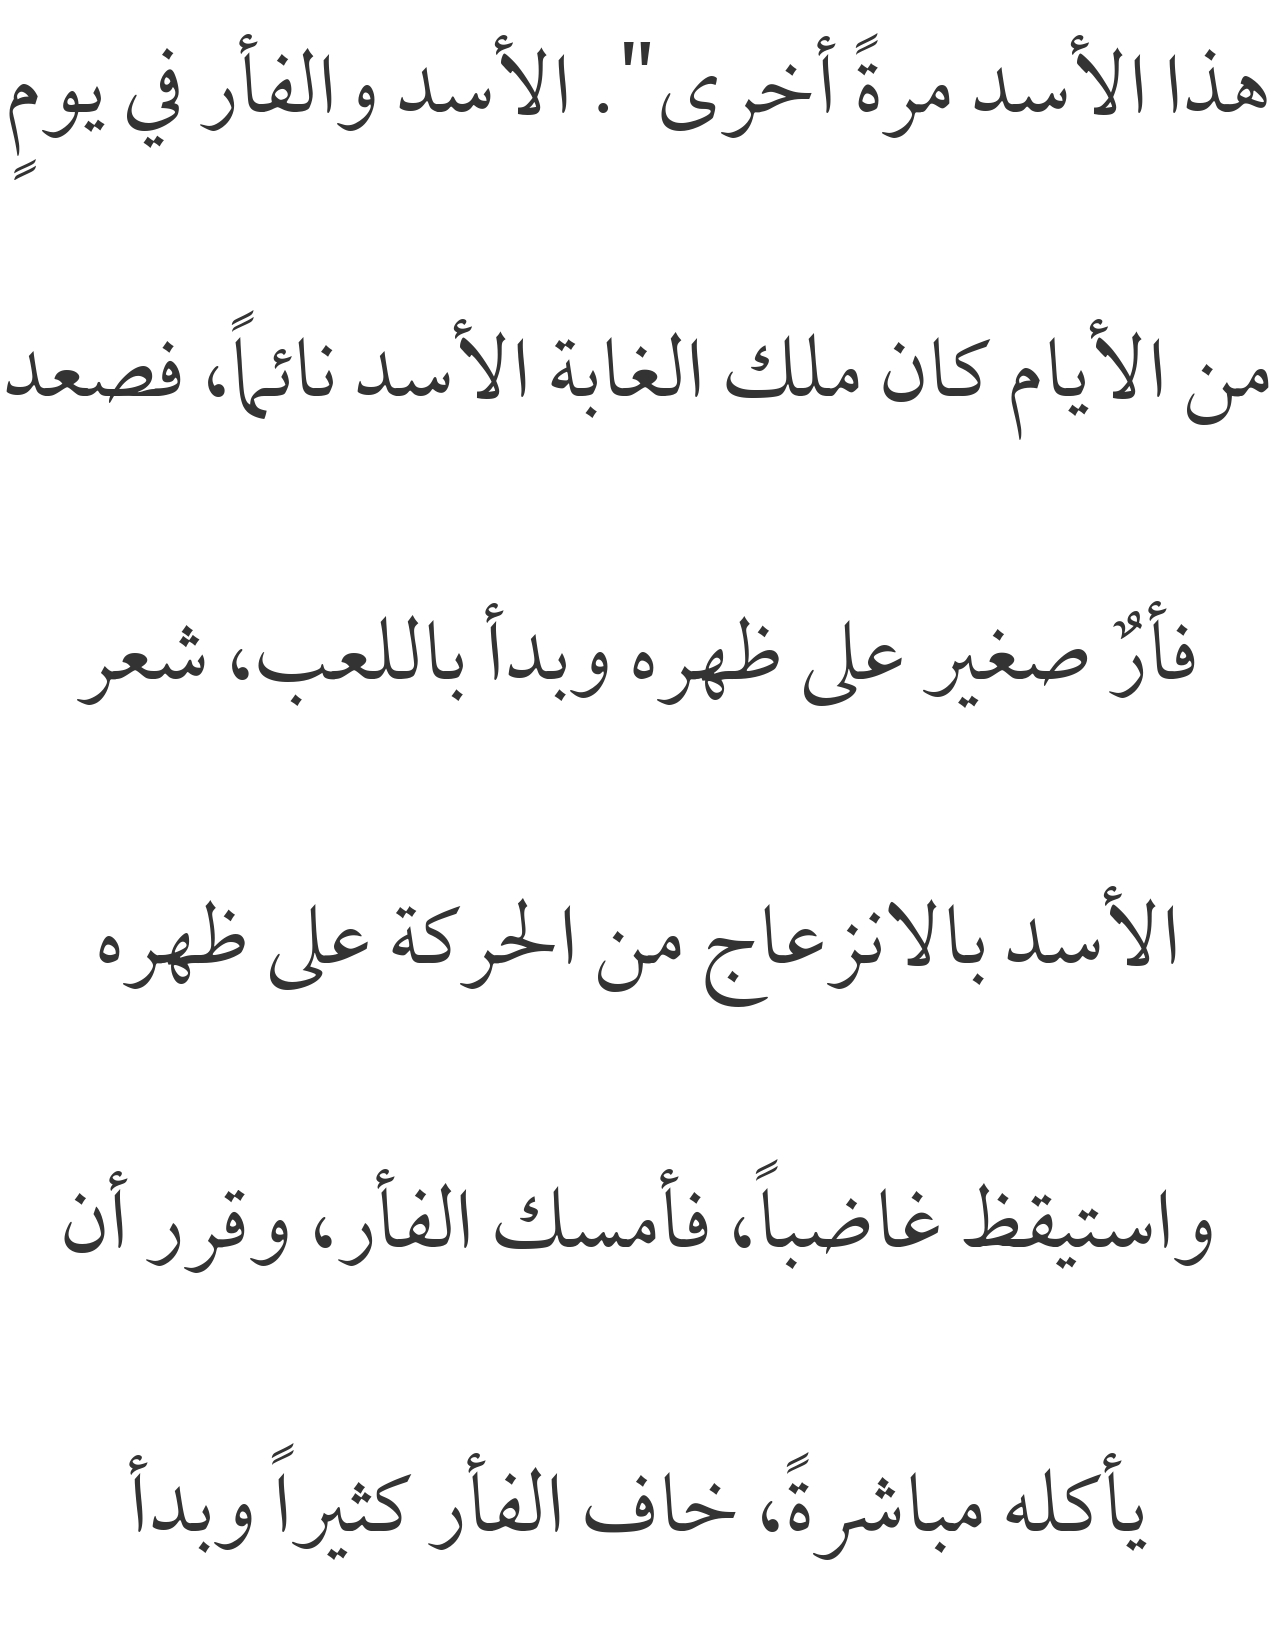 هذا الأسد مرةً أخرى". الأسد والفأر في يومٍ
من الأيام كان ملك الغابة الأسد نائماً، فصعد
فأرٌ صغير على ظهره وبدأ باللعب، شعر
الأسد بالانزعاج من الحركة على ظهره
واستيقظ غاضباً، فأمسك الفأر، وقرر أن
يأكله مباشرةً، خاف الفأر كثيراً وبدأ